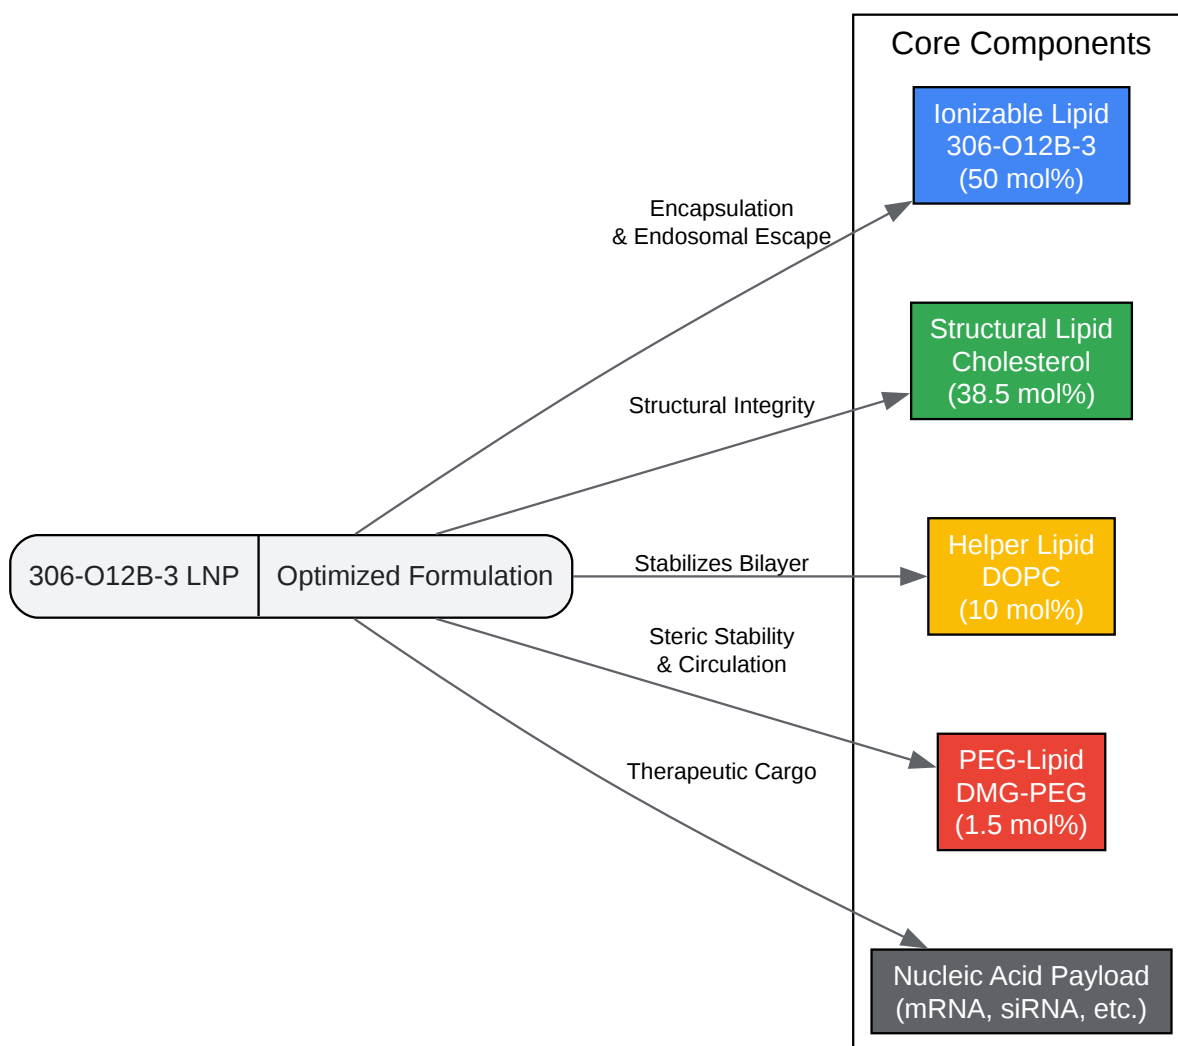 Core Components
Ionizable Lipid
306-O12B-3
(50 mol%)
Encapsulation
& Endosomal Escape
Structural Lipid
Cholesterol
(38.5 mol%)
Structural Integrity
306-O12B-3 LNP
Optimized Formulation
Stabilizes Bilayer
Helper Lipid
DOPC
(10 mol%)
Steric Stability
& Circulation
PEG-Lipid
DMG-PEG
(1.5 mol%)
Therapeutic Cargo
Nucleic Acid Payload
(mRNA, siRNA, etc.)